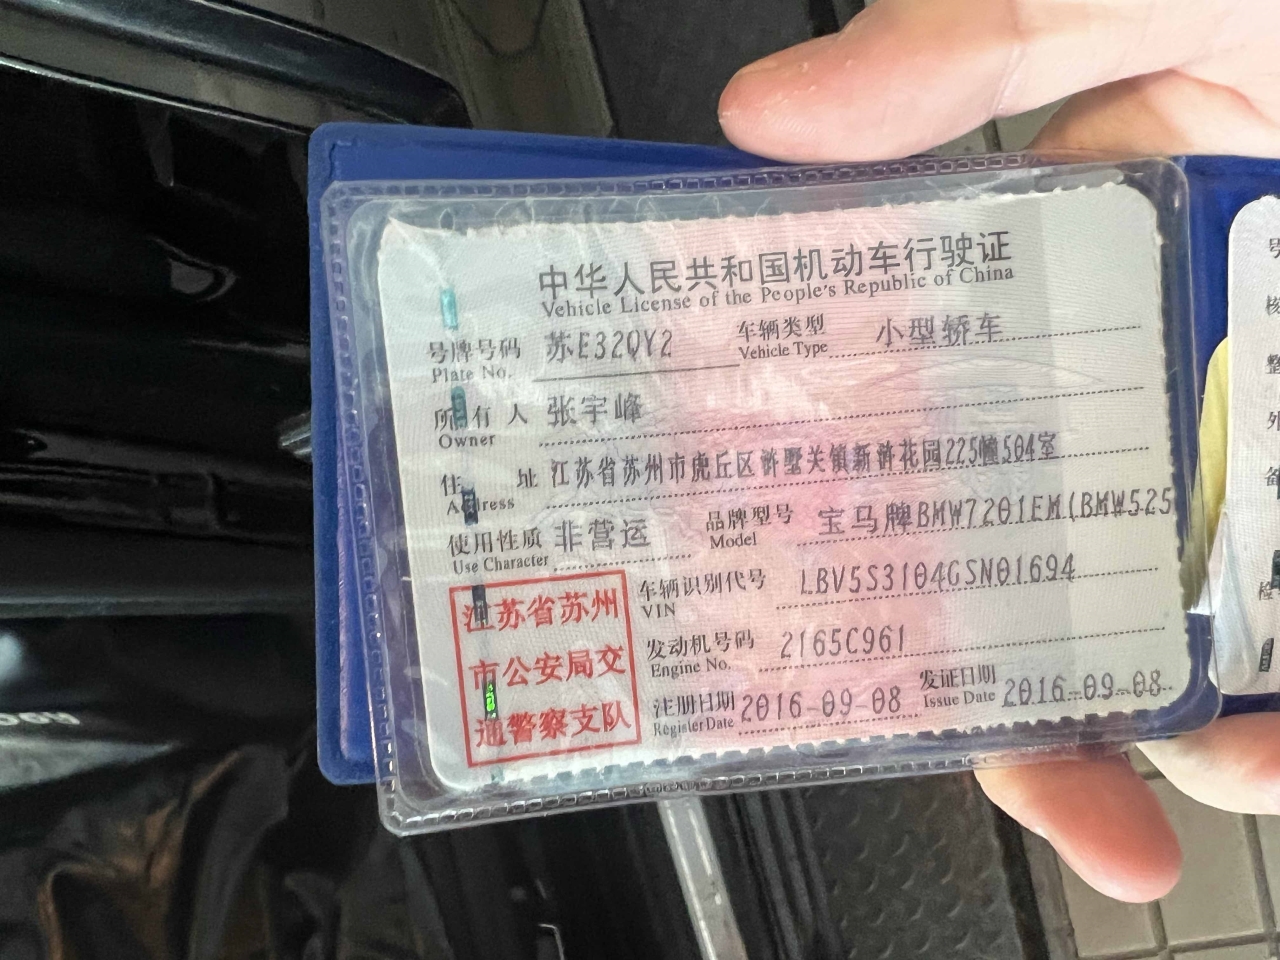 中华人民共和国机动车行驶证
Vehicle License of the People's Republic of China
号牌号码 苏E32QY2 车辆类型 小型轿车
Plate No. Vehicle Type
所有人 张宇峰
Owner
住址 江苏省苏州市虎丘区浒墅关镇新浒花园225幢504室
Address
使用性质 非营运 品牌型号 宝马牌BMW7201EM(BMW525
Use Character Model
江苏省苏州
市公安局交
通警察支队
车辆识别代号 LBV5S3104GSN01694
VIN
发动机号码 2165C961
Engine No.
注册日期 2016-09-08 发证日期 2016-09-08
Register Date Issue Date
号
核
整
外
备
检